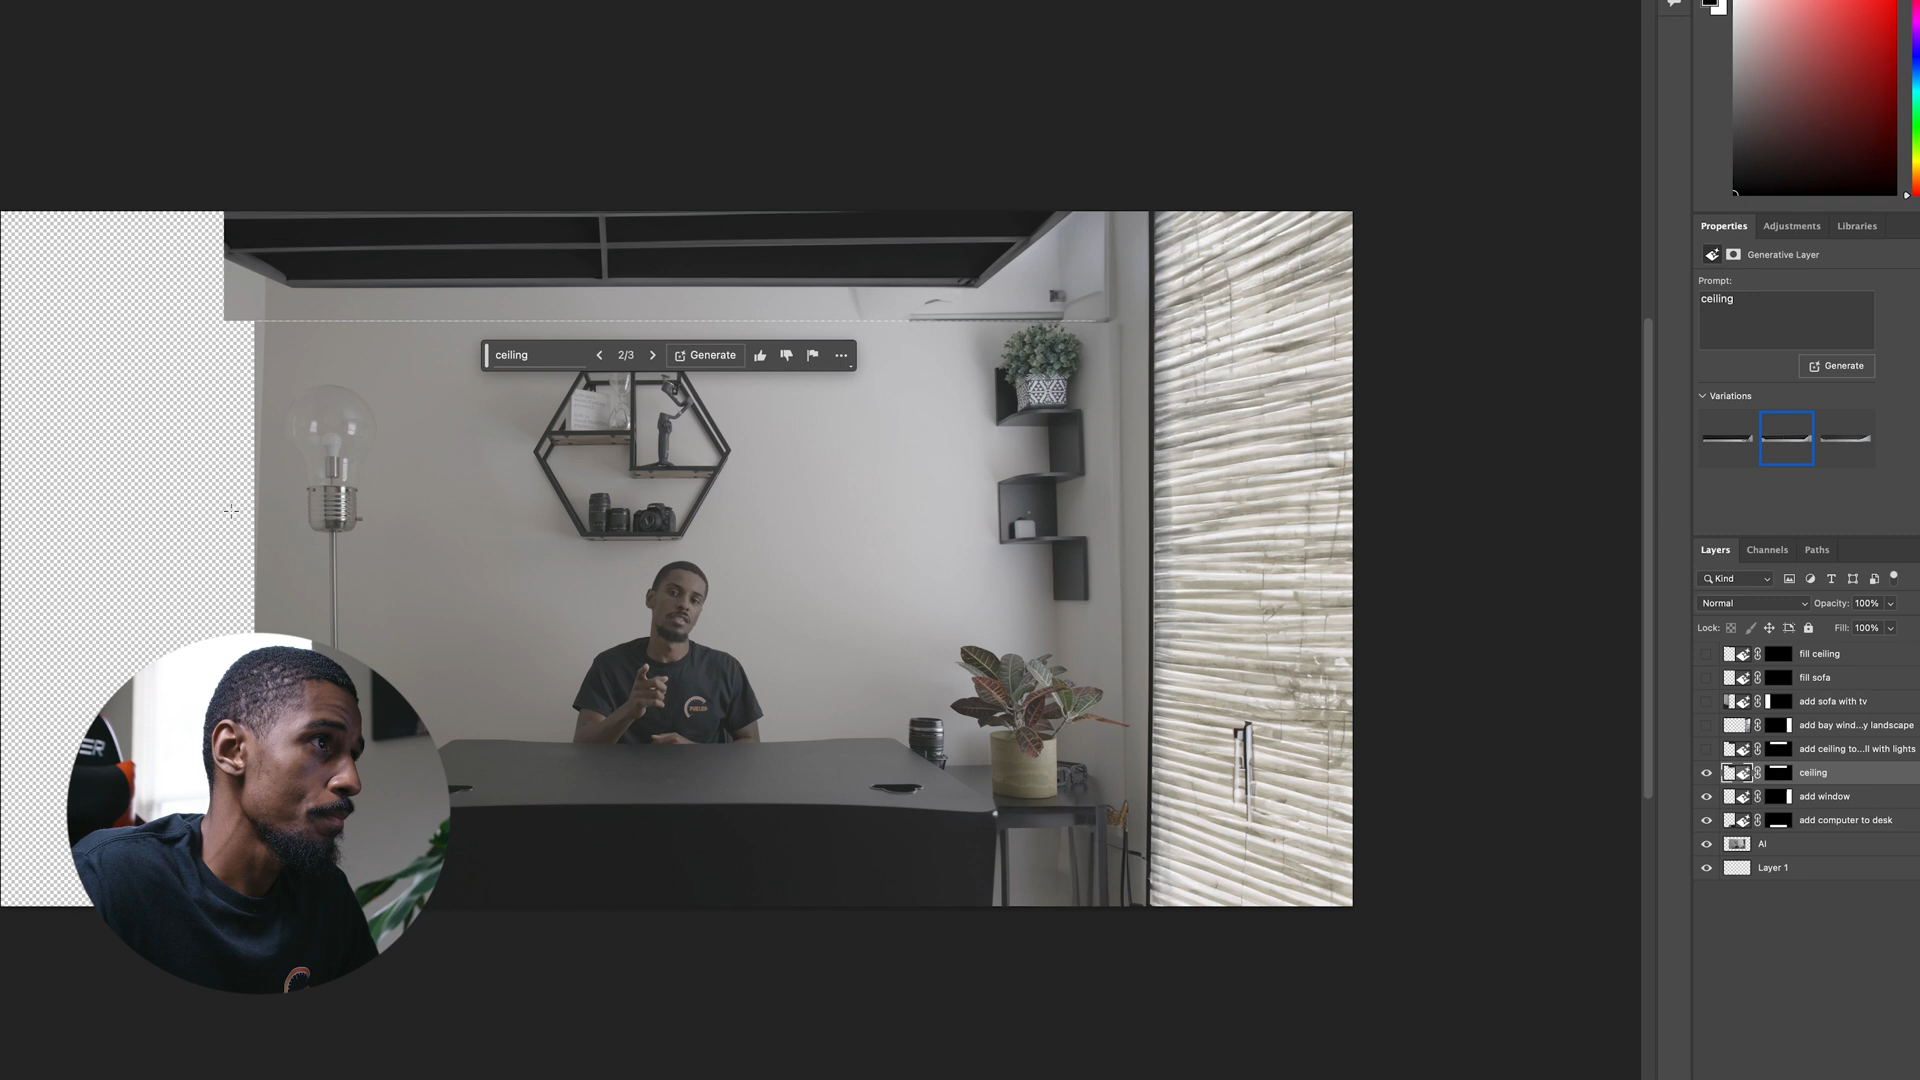 Properties Adjustments Libraries
Generative Layer
Prompt:
ceiling
Generate
Variations
ceiling 2/3 Generate
Layers Channels Paths
Kind
Normal Opacity: 100%
Lock: Fill: 100%
fill ceiling
fill sofa
add sofa with tv
add bay wind...y landscape
add ceiling to...ll with lights
ceiling
add window
add computer to desk
AI
Layer 1